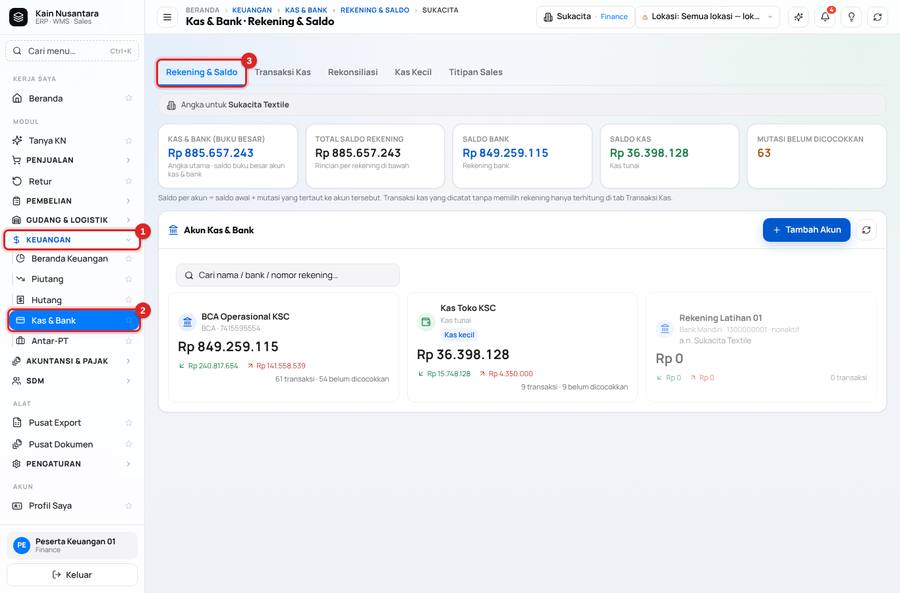 Kain Nusantara
ERP · WMS · Sales
Cari menu... Ctrl+K
KERJA SAYA
Beranda
MODUL
Tanya KN
PENJUALAN
Retur
PEMBELIAN
GUDANG & LOGISTIK
KEUANGAN
1
Beranda Keuangan
Piutang
Hutang
Kas & Bank
2
Antar-PT
AKUNTANSI & PAJAK
SDM
ALAT
Pusat Export
Pusat Dokumen
PENGATURAN
AKUN
Profil Saya
PE
Peserta Keuangan 01
Finance
Keluar
BERANDA › KEUANGAN › KAS & BANK › REKENING & SALDO › SUKACITA
Kas & Bank · Rekening & Saldo
Sukacita · Finance
Lokasi: Semua lokasi — lok...
4
Rekening & Saldo
3
Transaksi Kas
Rekonsiliasi
Kas Kecil
Titipan Sales
Angka untuk Sukacita Textile
KAS & BANK (BUKU BESAR)
Rp 885.657.243
Angka utama · saldo buku besar akun
kas & bank
TOTAL SALDO REKENING
Rp 885.657.243
Rincian per rekening di bawah
SALDO BANK
Rp 849.259.115
Rekening bank
SALDO KAS
Rp 36.398.128
Kas tunai
MUTASI BELUM DICOCOKKAN
63
Saldo per akun = saldo awal + mutasi yang tertaut ke akun tersebut. Transaksi kas yang dicatat tanpa memilih rekening hanya terhitung di tab Transaksi Kas.
Akun Kas & Bank
Tambah Akun
Cari nama / bank / nomor rekening...
BCA Operasional KSC
BCA · 7415595554
Rp 849.259.115
Rp 240.817.654 Rp 141.558.539
61 transaksi · 54 belum dicocokkan
Kas Toko KSC
Kas tunai
Kas kecil
Rp 36.398.128
Rp 15.748.128 Rp 4.350.000
9 transaksi · 9 belum dicocokkan
Rekening Latihan 01
Bank Mandiri · 1300000001 · nonaktif
a.n. Sukacita Textile
Rp 0
Rp 0 Rp 0
0 transaksi